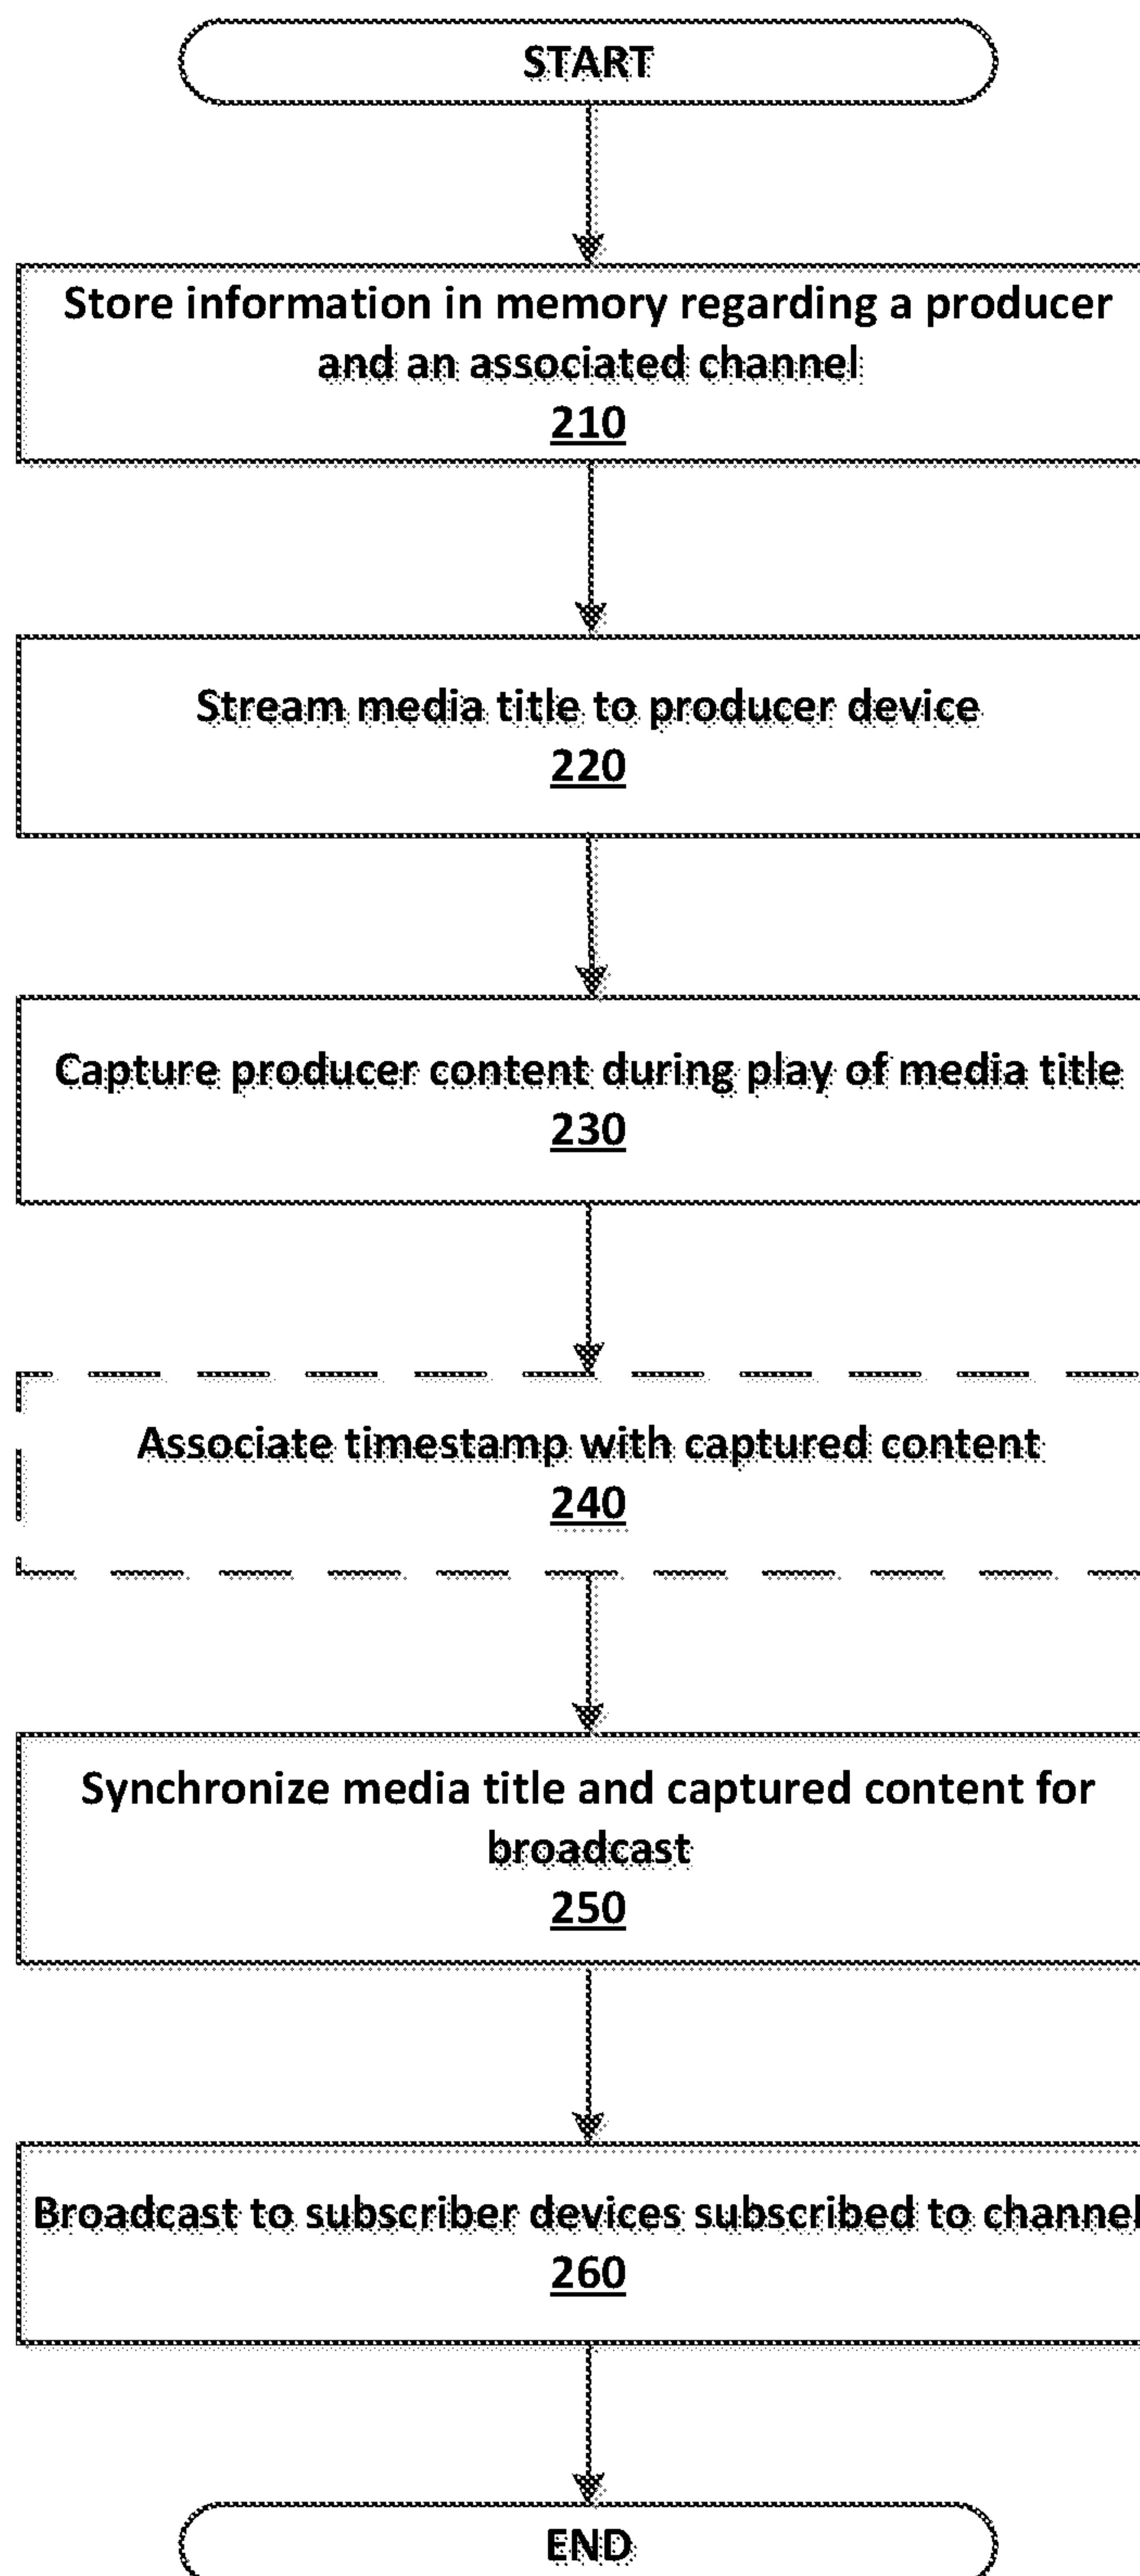 START
Store information in memory regarding a producer
and an associated channel
210
Stream media title to producer device
220
Capture producer content during play of media title
230
Associate timestamp with captured content
240
Synchronize media title and captured content for
broadcast
250
Broadcast to subscriber devices subscribed to channel
260
END